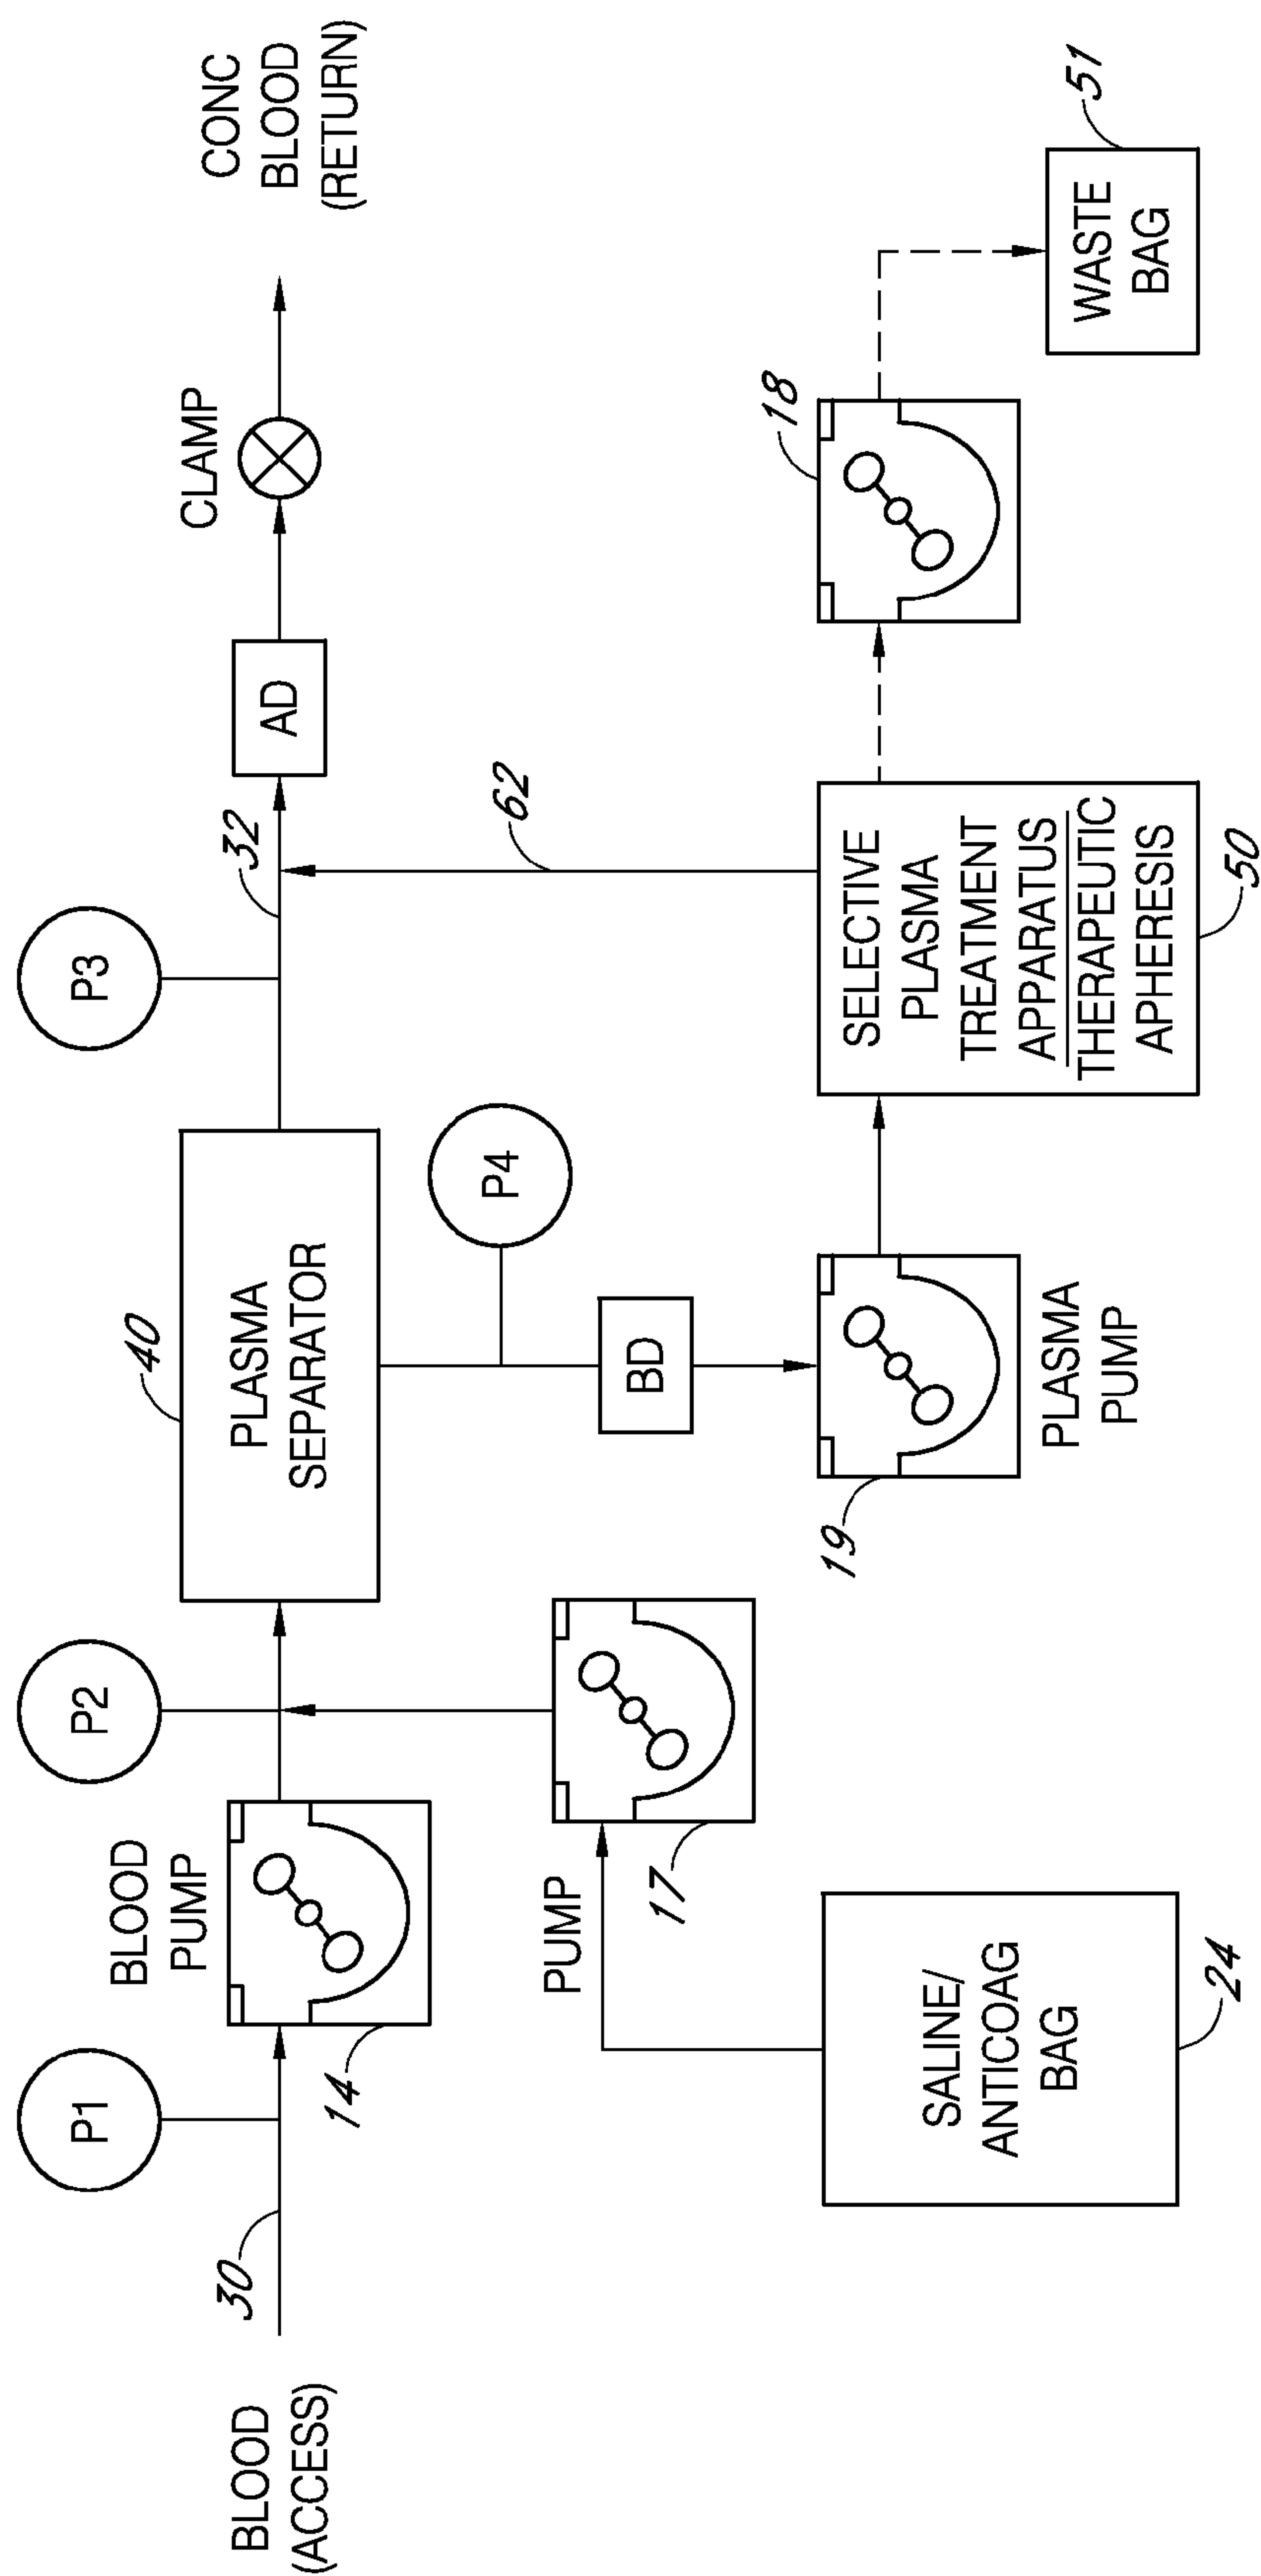 BLOOD
(ACCESS)
30
P1
BLOOD
PUMP
14
P2
PUMP
17
SALINE/
ANTICOAG
BAG
24
40
PLASMA
SEPARATOR
P4
BD
19
PLASMA
PUMP
P3
32
62
SELECTIVE
PLASMA
TREATMENT
APPARATUS
THERAPEUTIC
APHERESIS
50
AD
CLAMP
CONC
BLOOD
(RETURN)
18
WASTE
BAG
51